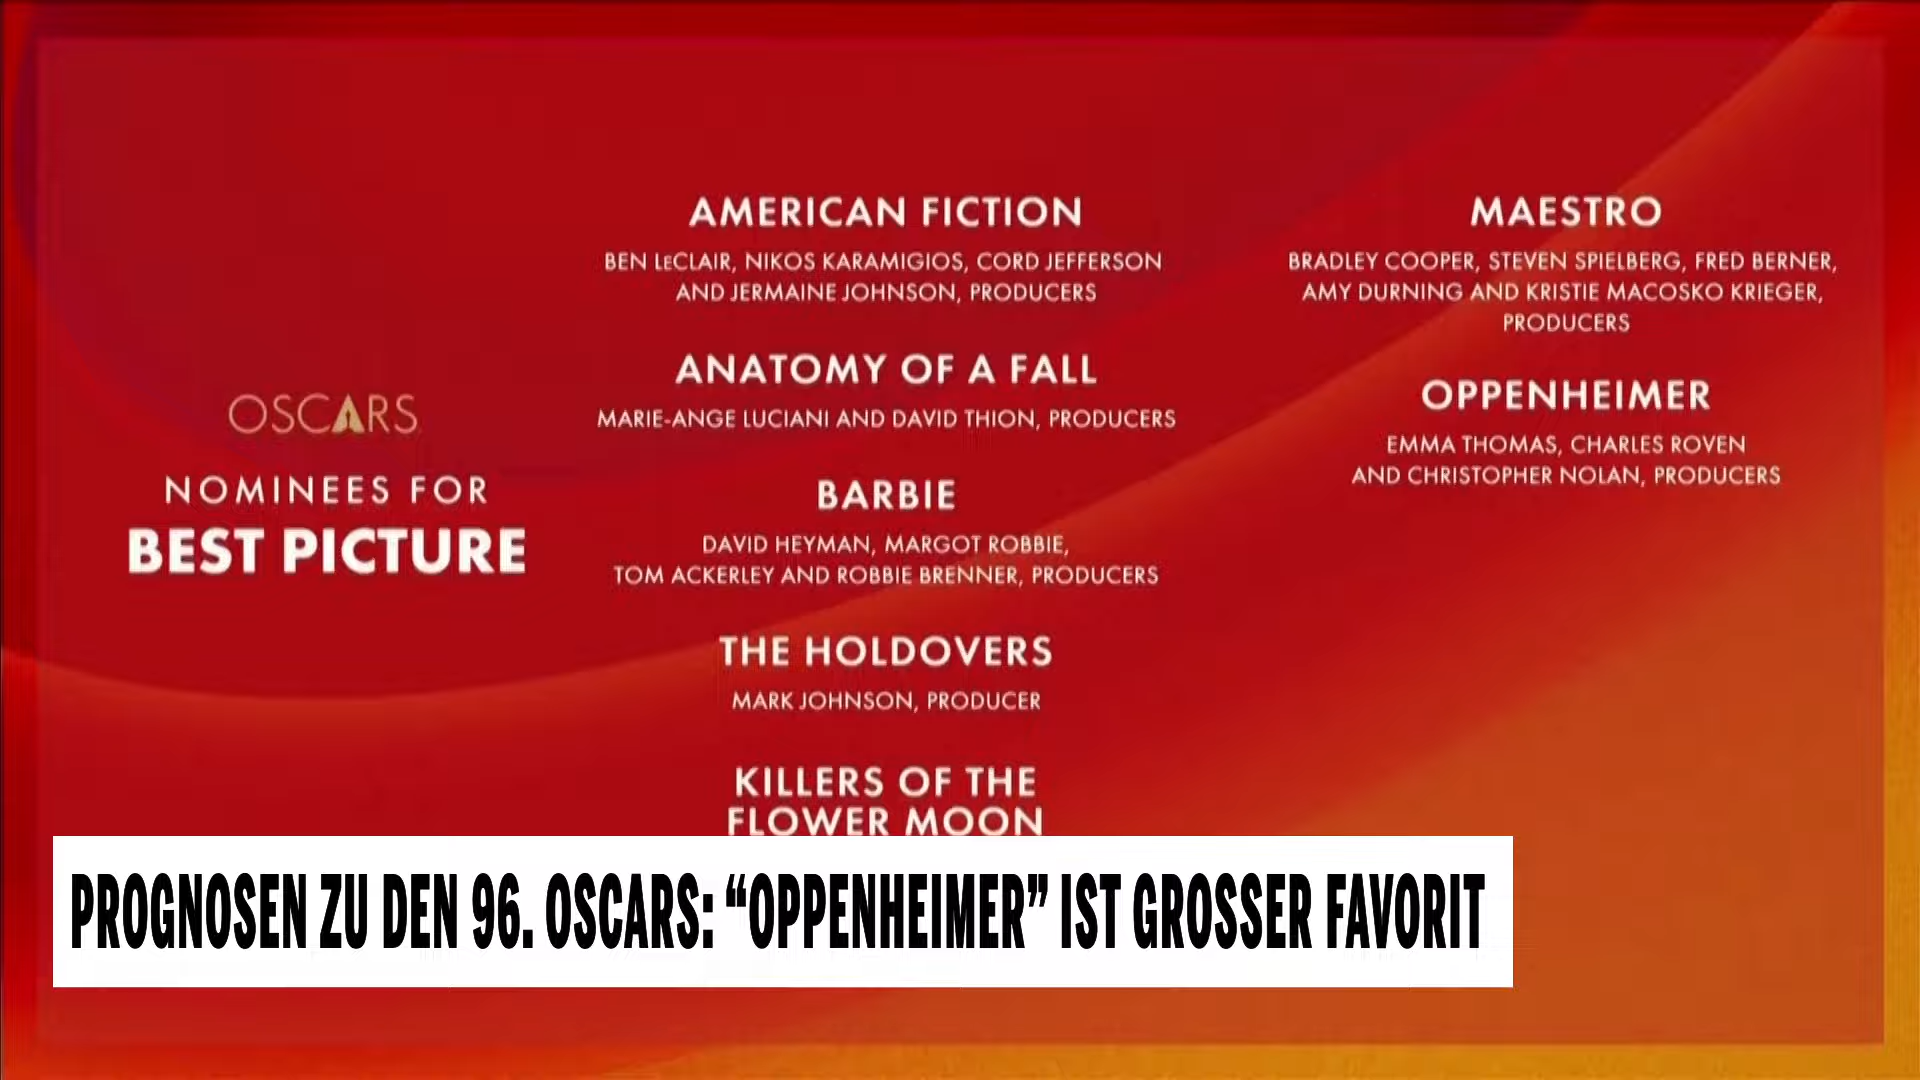 OSCARS
NOMINEES FOR
BEST PICTURE
AMERICAN FICTION
BEN LECLAIR, NIKOS KARAMIGIOS, CORD JEFFERSON
AND JERMAINE JOHNSON, PRODUCERS
ANATOMY OF A FALL
MARIE-ANGE LUCIANI AND DAVID THION, PRODUCERS
BARBIE
DAVID HEYMAN, MARGOT ROBBIE,
TOM ACKERLEY AND ROBBIE BRENNER, PRODUCERS
THE HOLDOVERS
MARK JOHNSON, PRODUCER
KILLERS OF THE
FLOWER MOON
MAESTRO
BRADLEY COOPER, STEVEN SPIELBERG, FRED BERNER,
AMY DURNING AND KRISTIE MACOSKO KRIEGER,
PRODUCERS
OPPENHEIMER
EMMA THOMAS, CHARLES ROVEN
AND CHRISTOPHER NOLAN, PRODUCERS
PROGNOSEN ZU DEN 96. OSCARS: “OPPENHEIMER” IST GROSSER FAVORIT